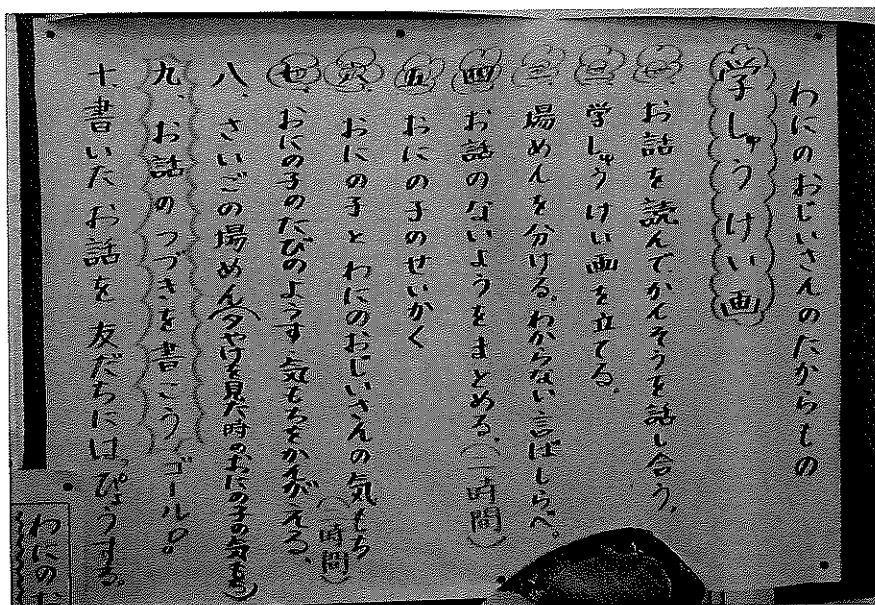 わにのおじいさんのたからもの
学しゅうけい画
一、お話を読んでかんそうを話し合う。
二、学しゅうけい画を立てる。
三、場めんを分ける。わからない言ばしらべ。
四、お話のないようをまとめる。(二時間)
五、おにの子のせいかく
六、おにの子とわにのおじいさんの気もち(二時間)
七、おにの子のたびのようす気もちをかんがえる。
八、さいごの場めん(夕やけを見た時のおにの子の気もち)
九、お話のつづきを書こうゴール。
十、書いたお話を友だちにはっぴょうする。
わにのお